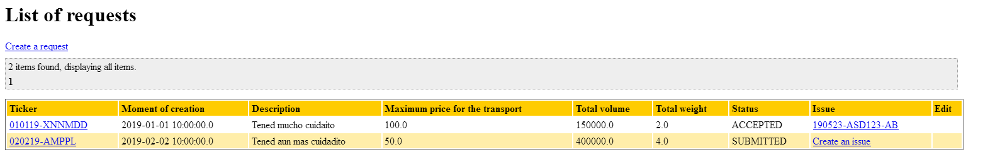 List of requests
Create a request
2 items found, displaying all items.
1
Ticker Moment of creation Description Maximum price for the transport Total volume Total weight Status Issue Edit
010119-XNNMDD 2019-01-01 10:00:00.0 Tened mucho cuidaito 100.0 150000.0 2.0 ACCEPTED 190523-ASD123-AB
020219-AMPPL 2019-02-02 10:00:00.0 Tened aun mas cuidadito 50.0 400000.0 4.0 SUBMITTED Create an issue